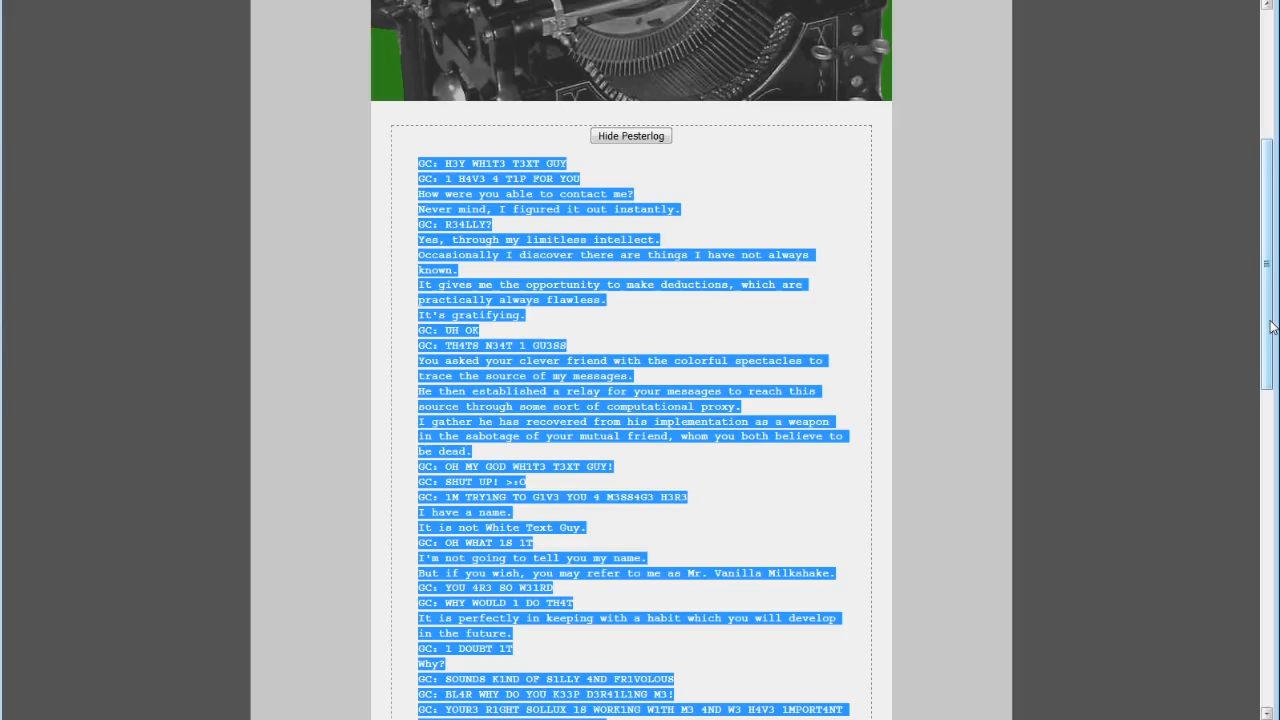 Hide Pesterlog
GC: H3Y WH1T3 T3XT GUY
GC: 1 H4V3 4 T1P FOR YOU
How were you able to contact me?
Never mind, I figured it out instantly.
GC: R34LLY?
Yes, through my limitless intellect.
Occasionally I discover there are things I have not always
known.
It gives me the opportunity to make deductions, which are
practically always flawless.
It's gratifying.
GC: UH OK
GC: TH4TS N34T 1 GU3SS
You asked your clever friend with the colorful spectacles to
trace the source of my messages.
He then established a relay for your messages to reach this
source through some sort of computational proxy.
I gather he has recovered from his implementation as a weapon
in the sabotage of your mutual friend, whom you both believe to
be dead.
GC: OH MY GOD WH1T3 T3XT GUY!
GC: SHUT UP! >:O
GC: 1M TRY1NG TO G1V3 YOU 4 M3SS4G3 H3R3
I have a name.
It is not White Text Guy.
GC: OH WHAT 1S 1T
I'm not going to tell you my name.
But if you wish, you may refer to me as Mr. Vanilla Milkshake.
GC: YOU 4R3 SO W31RD
GC: WHY WOULD 1 DO TH4T
It is perfectly in keeping with a habit which you will develop
in the future.
GC: 1 DOUBT 1T
Why?
GC: SOUNDS K1ND OF S1LLY 4ND FR1VOLOUS
GC: BL4R WHY DO YOU K33P D3R41L1NG M3!
GC: YOUR3 R1GHT SOLLUX 1S WORK1NG W1TH M3 4ND W3 H4V3 1MPORT4NT